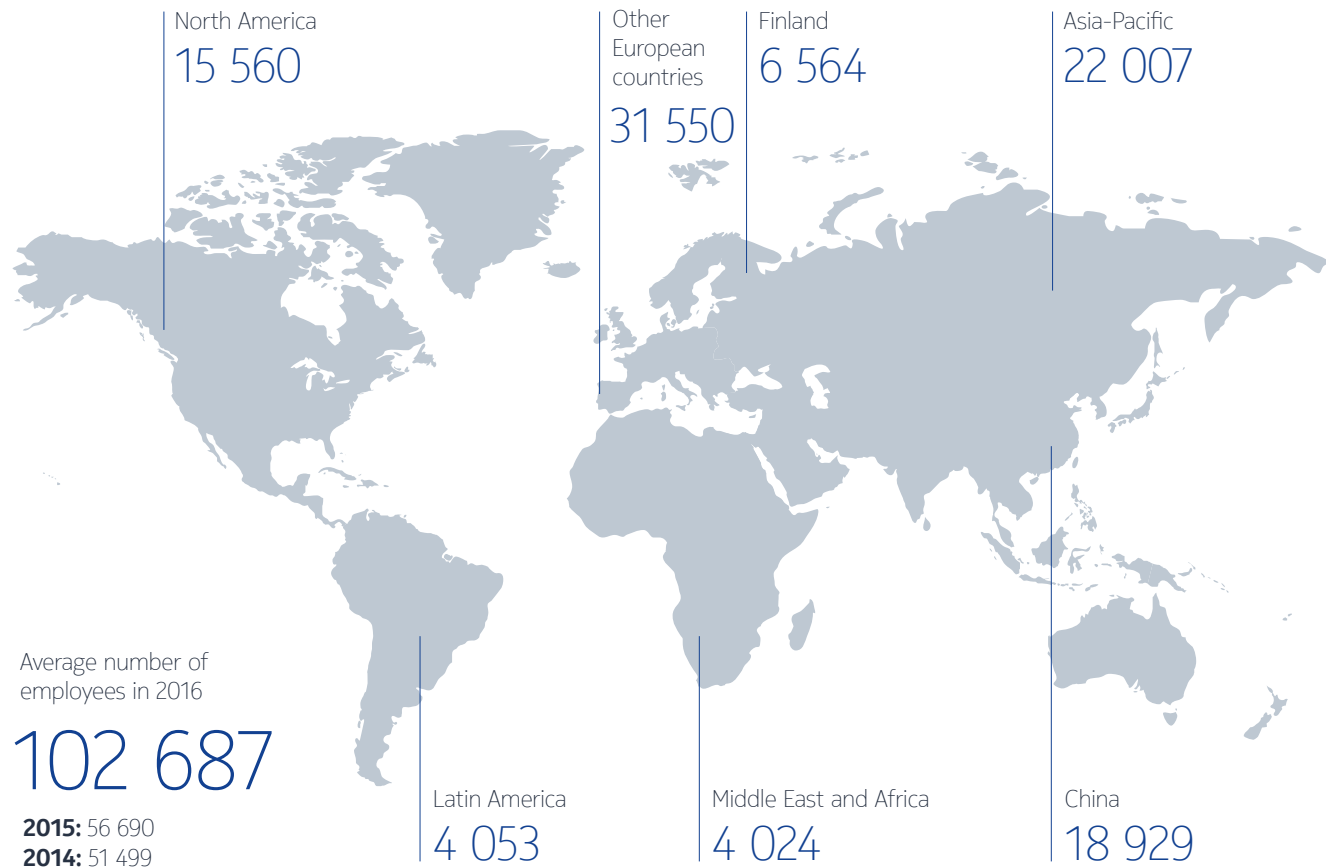 North America
15 560
Other
European
countries
31 550
Finland
6 564
Asia-Pacific
22 007
Average number of
employees in 2016
102 687
2015: 56 690
2014: 51 499
Latin America
4 053
Middle East and Africa
4 024
China
18 929